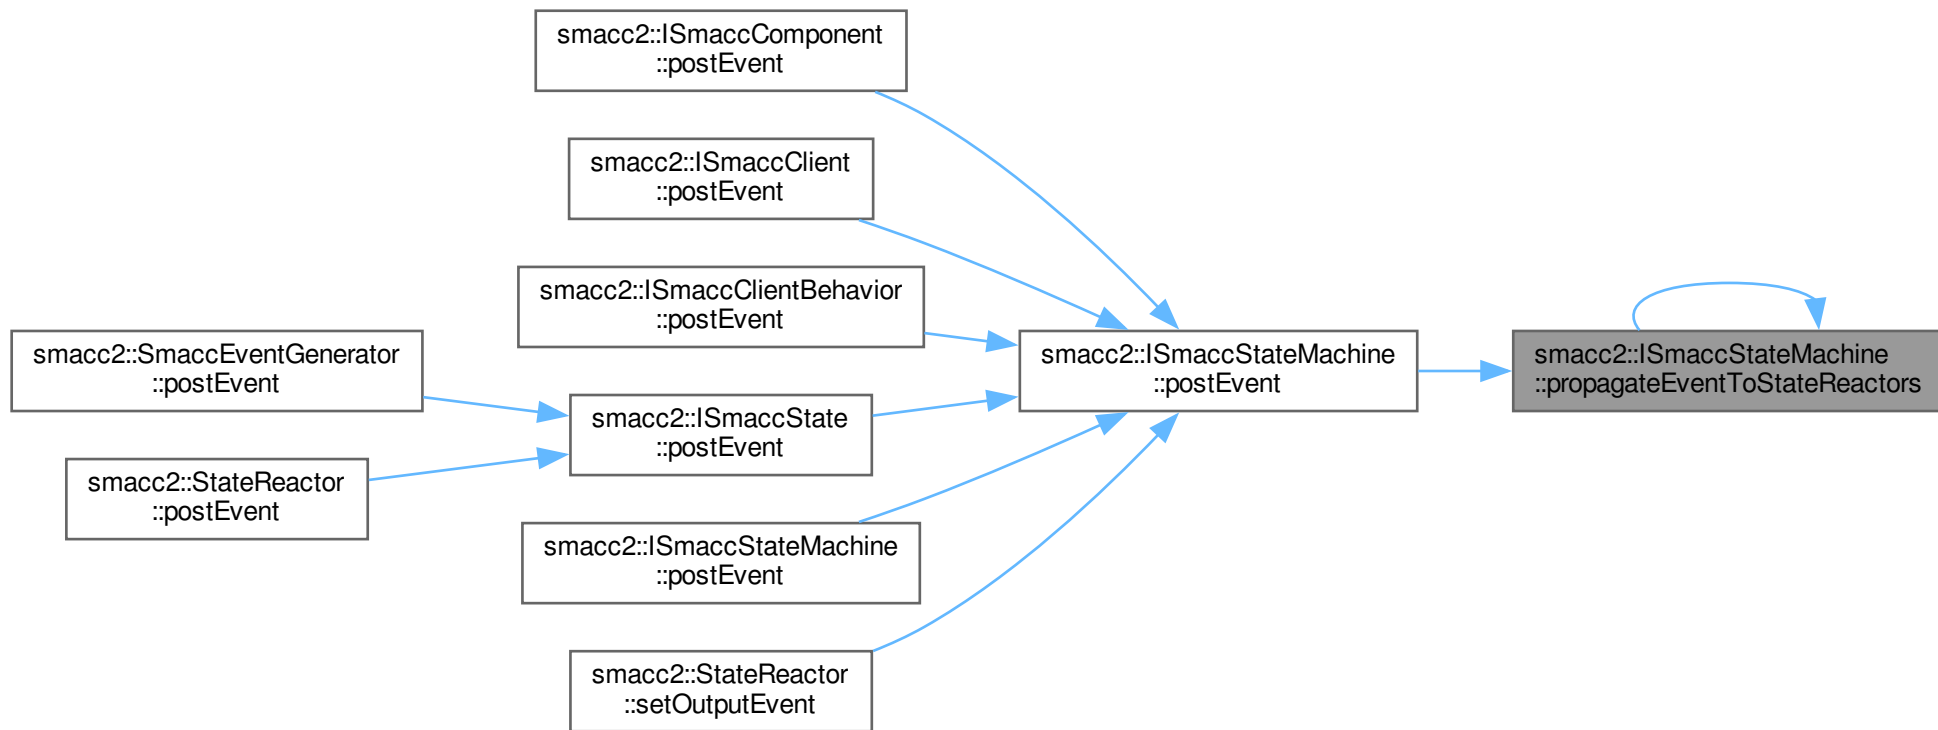 smacc2::ISmaccComponent
::postEvent
smacc2::ISmaccClient
::postEvent
smacc2::ISmaccClientBehavior
::postEvent
smacc2::SmaccEventGenerator
::postEvent
smacc2::ISmaccStateMachine
::postEvent
smacc2::ISmaccStateMachine
::propagateEventToStateReactors
smacc2::ISmaccState
::postEvent
smacc2::StateReactor
::postEvent
smacc2::ISmaccStateMachine
::postEvent
smacc2::StateReactor
::setOutputEvent